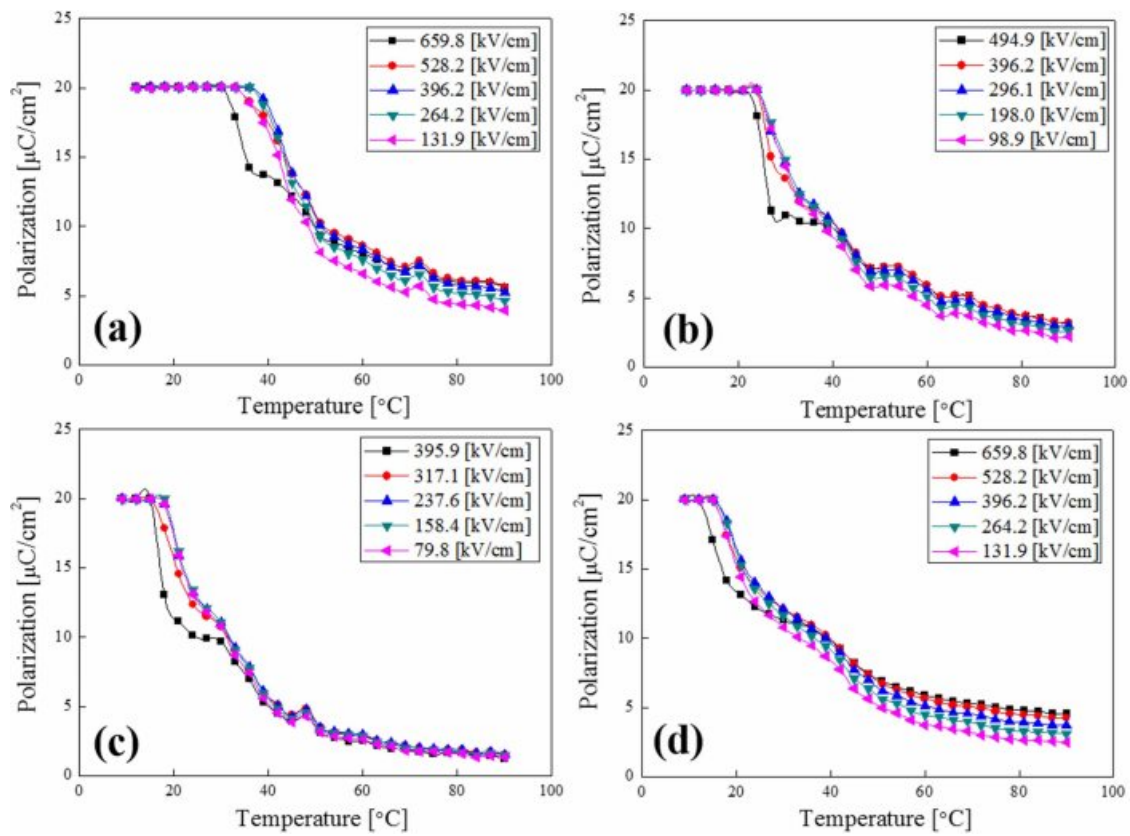 25
20
15
10
5
0
Polarization [μC/cm²]
659.8 [kV/cm]
528.2 [kV/cm]
396.2 [kV/cm]
264.2 [kV/cm]
131.9 [kV/cm]
(a)
0 20 40 60 80 100
Temperature [°C]
25
20
15
10
5
0
Polarization [μC/cm²]
494.9 [kV/cm]
396.2 [kV/cm]
296.1 [kV/cm]
198.0 [kV/cm]
98.9 [kV/cm]
(b)
0 20 40 60 80 100
Temperature [°C]
25
20
15
10
5
0
Polarization [μC/cm²]
395.9 [kV/cm]
317.1 [kV/cm]
237.6 [kV/cm]
158.4 [kV/cm]
79.8 [kV/cm]
(c)
0 20 40 60 80 100
Temperature [°C]
25
20
15
10
5
0
Polarization [μC/cm²]
659.8 [kV/cm]
528.2 [kV/cm]
396.2 [kV/cm]
264.2 [kV/cm]
131.9 [kV/cm]
(d)
0 20 40 60 80 100
Temperature [°C]